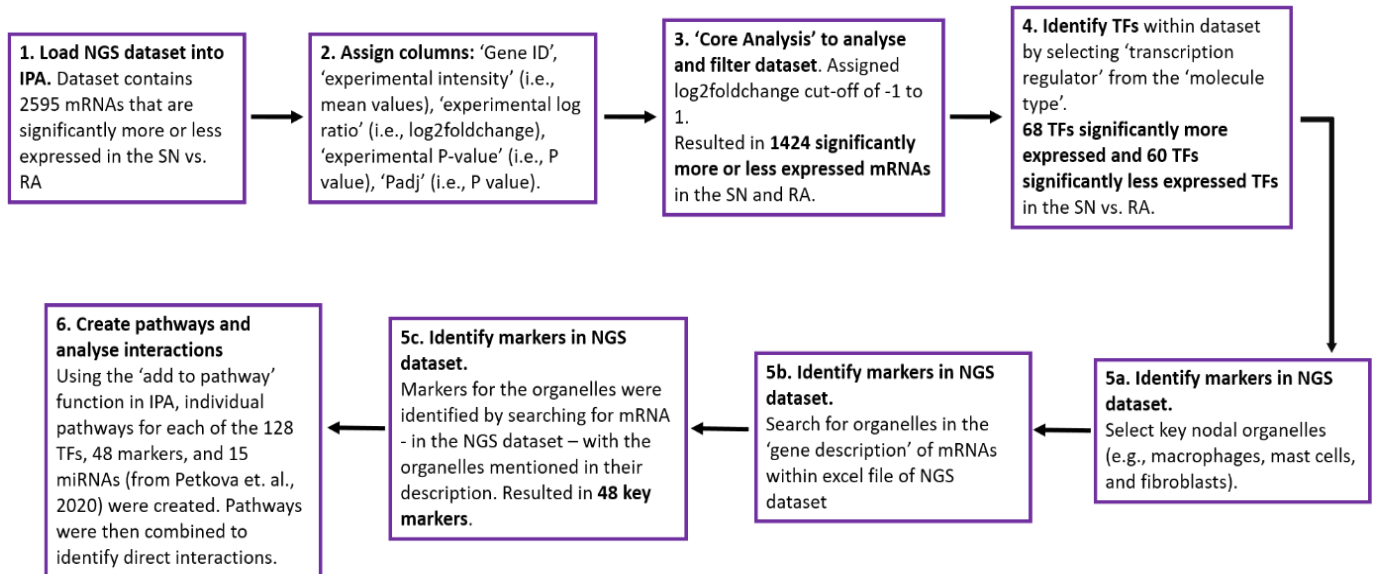 1. Load NGS dataset into
IPA. Dataset contains
2595 mRNAs that are
significantly more or less
expressed in the SN vs.
RA
2. Assign columns: ‘Gene ID’,
‘experimental intensity’ (i.e.,
mean values), ‘experimental log
ratio’ (i.e., log2foldchange),
‘experimental P-value’ (i.e., P
value), ‘Padj’ (i.e., P value).
3. ‘Core Analysis’ to analyse
and filter dataset. Assigned
log2foldchange cut-off of -1 to
1.
Resulted in 1424 significantly
more or less expressed mRNAs
in the SN and RA.
4. Identify TFs within dataset
by selecting ‘transcription
regulator’ from the ‘molecule
type’.
68 TFs significantly more
expressed and 60 TFs
significantly less expressed TFs
in the SN vs. RA.
5a. Identify markers in NGS
dataset.
Select key nodal organelles
(e.g., macrophages, mast cells,
and fibroblasts).
5b. Identify markers in NGS
dataset.
Search for organelles in the
‘gene description’ of mRNAs
within excel file of NGS
dataset
5c. Identify markers in NGS
dataset.
Markers for the organelles were
identified by searching for mRNA
- in the NGS dataset – with the
organelles mentioned in their
description. Resulted in 48 key
markers.
6. Create pathways and
analyse interactions
Using the ‘add to pathway’
function in IPA, individual
pathways for each of the 128
TFs, 48 markers, and 15
miRNAs (from Petkova et. al.,
2020) were created. Pathways
were then combined to
identify direct interactions.